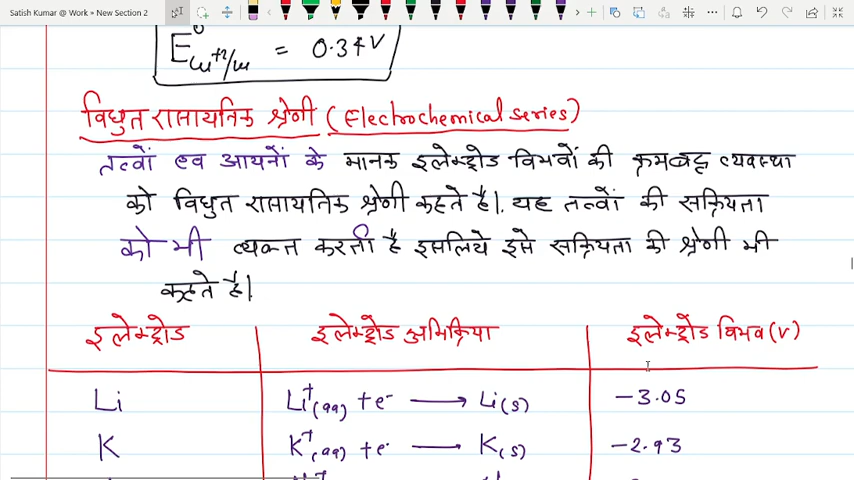 Satish Kumar @ Work » New Section 2
E⁰ Cu⁺²/Cu = 0.34V
विधुत रासायनिक श्रेणी (Electrochemical series)
तत्वों एव आयनों के मानक इलेक्ट्रोड विभवों की क्रमबद्ध व्यवस्था
को विधुत रासायनिक श्रेणी कहते है। यह तत्वों की सक्रियता
को भी व्यक्त करती है इसलिये इसे सक्रियता की श्रेणी भी
कहते है।
इलेक्ट्रोड | इलेक्ट्रोड अभिक्रिया | इलेक्ट्रोड विभव (V)
Li | Li⁺(aq) + e⁻ → Li(s) | −3.05
K | K⁺(aq) + e⁻ → K(s) | −2.93